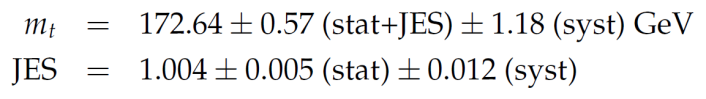 m_t = 172.64 ± 0.57 (stat+JES) ± 1.18 (syst) GeV
JES = 1.004 ± 0.005 (stat) ± 0.012 (syst)